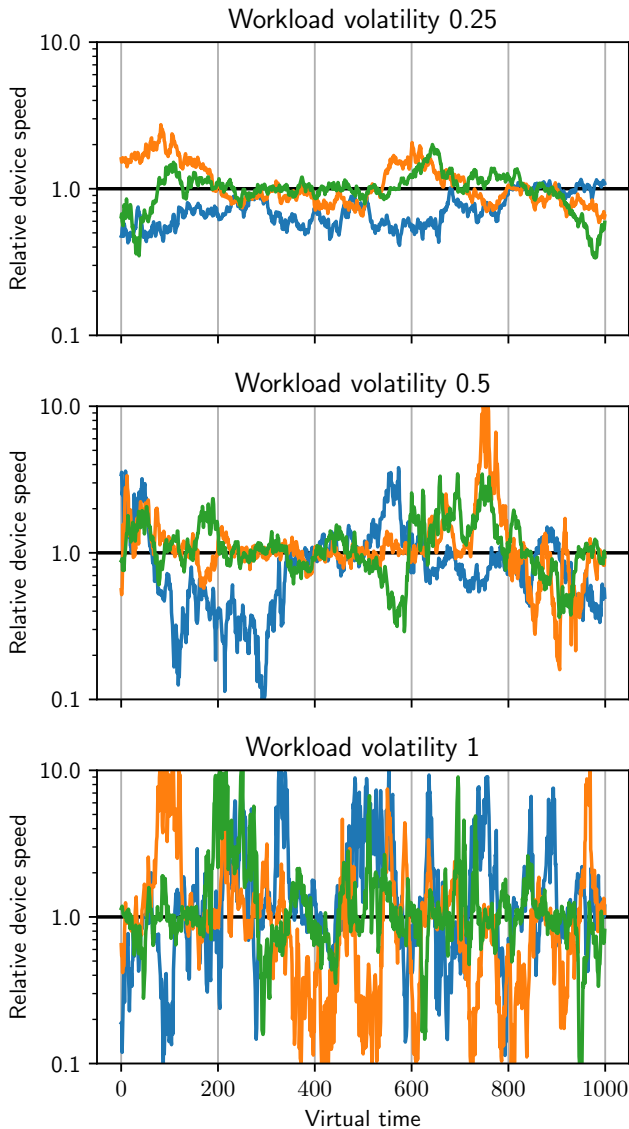 Workload volatility 0.25
10.0
1.0
0.1
Relative device speed
Workload volatility 0.5
10.0
1.0
0.1
Relative device speed
Workload volatility 1
10.0
1.0
0.1
Relative device speed
0 200 400 600 800 1000
Virtual time